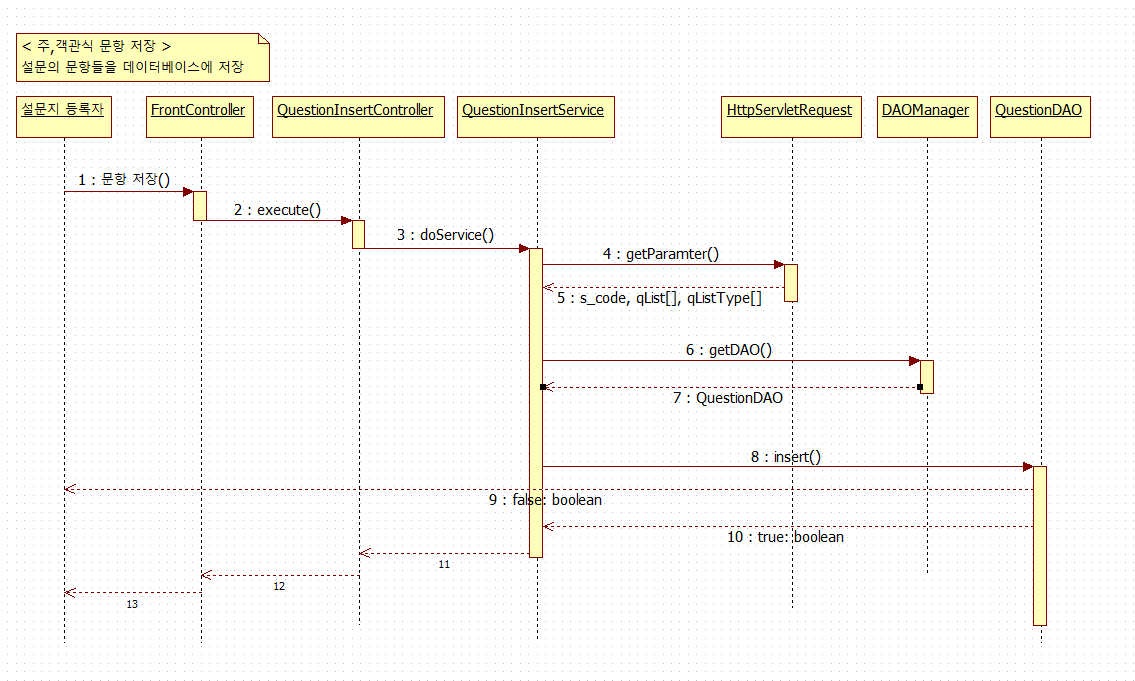 < 주,객관식 문항 저장 >
설문의 문항들을 데이터베이스에 저장
설문지 등록자
FrontController
QuestionInsertController
QuestionInsertService
HttpServletRequest
DAOManager
QuestionDAO
1 : 문항 저장()
2 : execute()
3 : doService()
4 : getParamter()
5 : s_code, qList[], qListType[]
6 : getDAO()
7 : QuestionDAO
8 : insert()
9 : false: boolean
10 : true: boolean
11
12
13